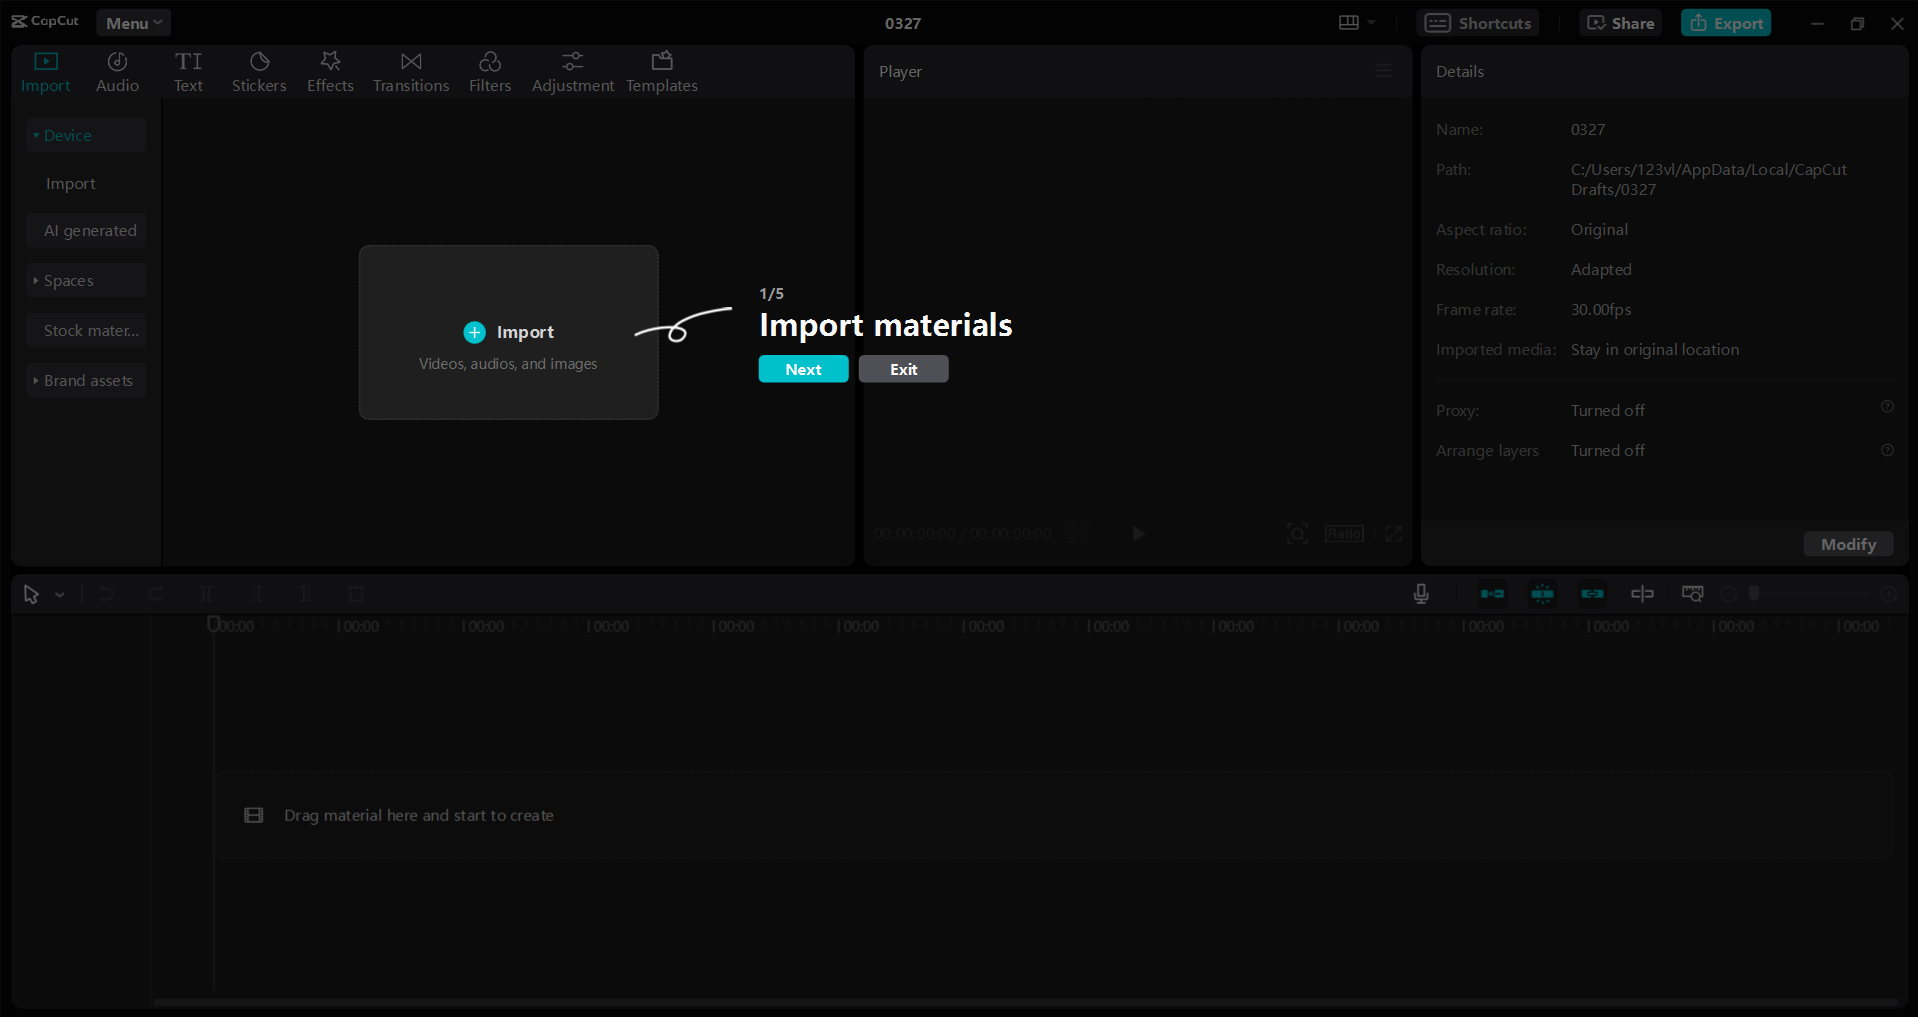 CapCut
Menu
0327
Shortcuts
Share
Export
Import
Audio
Text
Stickers
Effects
Transitions
Filters
Adjustment
Templates
Device
Import
AI generated
Spaces
Stock mater...
Brand assets
Import
Videos, audios, and images
1/5
Import materials
Next
Exit
Player
00:00:00:00 / 00:00:00:00
Ratio
Details
Name: 0327
Path: C:/Users/123vl/AppData/Local/CapCut
Drafts/0327
Aspect ratio: Original
Resolution: Adapted
Frame rate: 30.00fps
Imported media: Stay in original location
Proxy: Turned off
Arrange layers Turned off
Modify
00:00 00:00 00:00 00:00 00:00 00:00 00:00 00:00 00:00 00:00 00:00 00:00 00:00 00:00
Drag material here and start to create